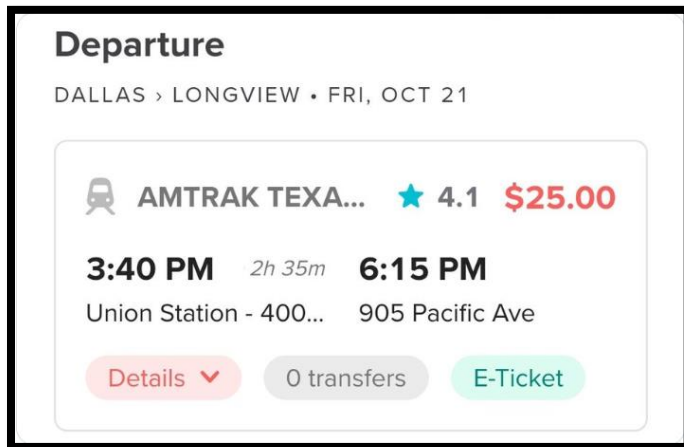 Departure
DALLAS › LONGVIEW • FRI, OCT 21
AMTRAK TEXA... 4.1 $25.00
3:40 PM 2h 35m 6:15 PM
Union Station - 400... 905 Pacific Ave
Details 0 transfers E-Ticket